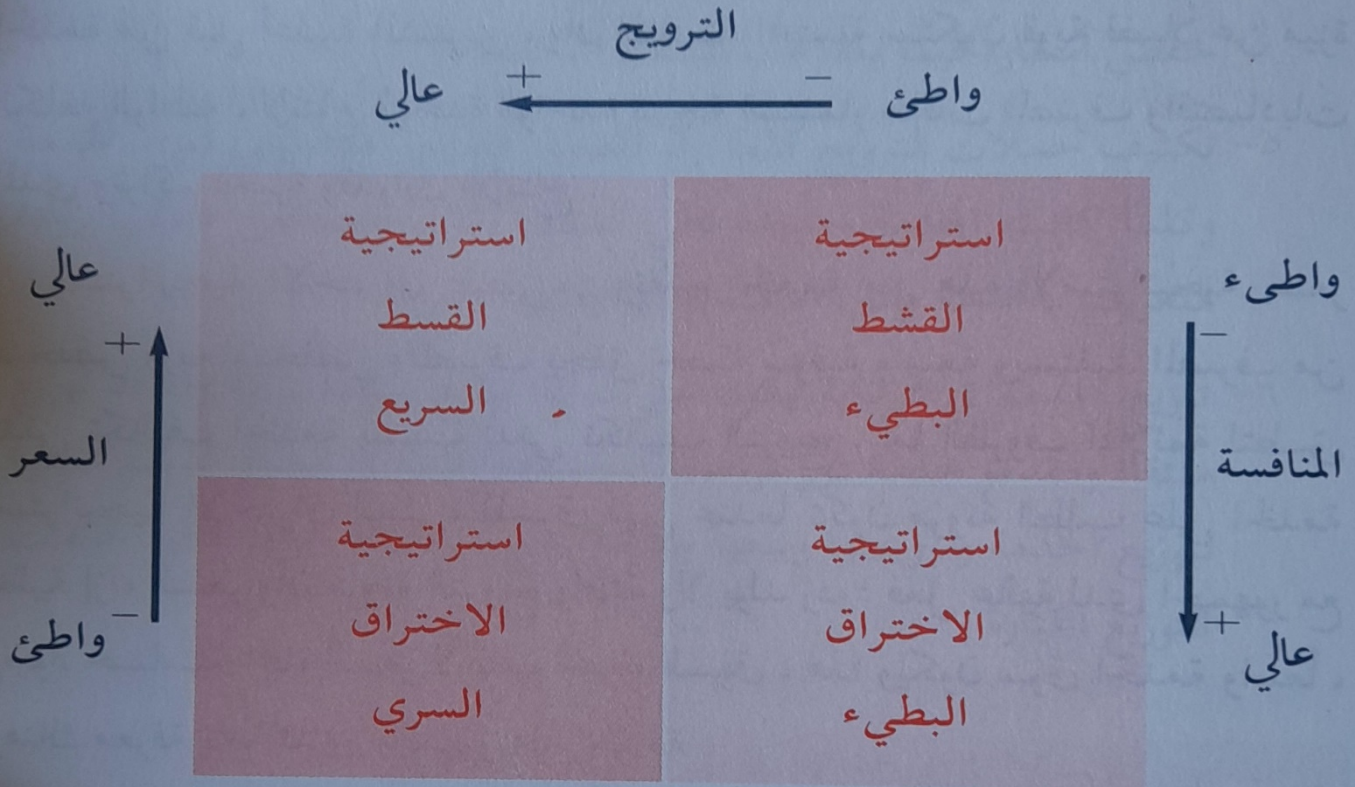 الترويج
واطئ − + عالي
استراتيجية
القشط
البطيء
استراتيجية
القسط
السريع
استراتيجية
الاختراق
البطيء
استراتيجية
الاختراق
السري
واطىء
−
المنافسة
+
عالي
عالي
+
السعر
−
واطئ